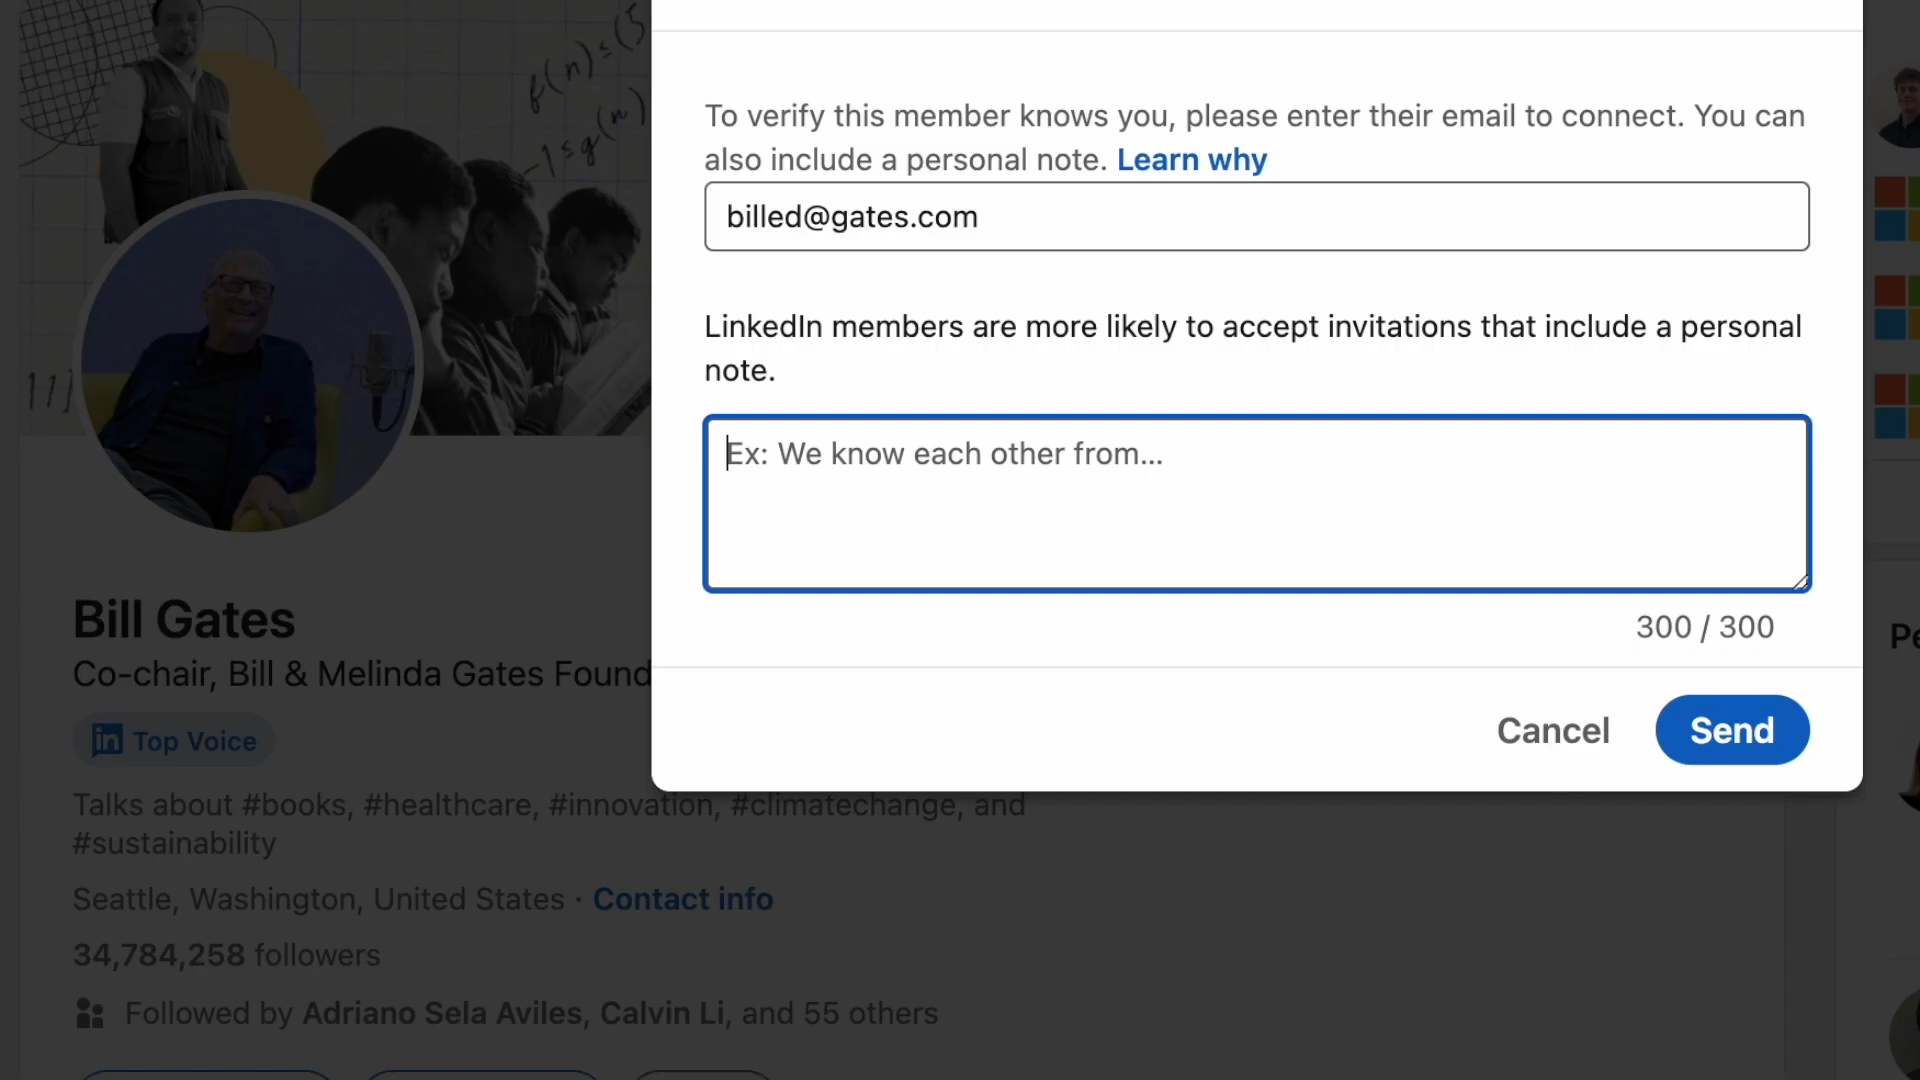 f(n)≤(5
-1≤g(n)
To verify this member knows you, please enter their email to connect. You can
also include a personal note. Learn why
billed@gates.com
LinkedIn members are more likely to accept invitations that include a personal
note.
Ex: We know each other from...
300 / 300
Cancel
Send
Bill Gates
Co-chair, Bill & Melinda Gates Found
in Top Voice
Talks about #books, #healthcare, #innovation, #climatechange, and
#sustainability
Seattle, Washington, United States · Contact info
34,784,258 followers
Followed by Adriano Sela Aviles, Calvin Li, and 55 others
Pe